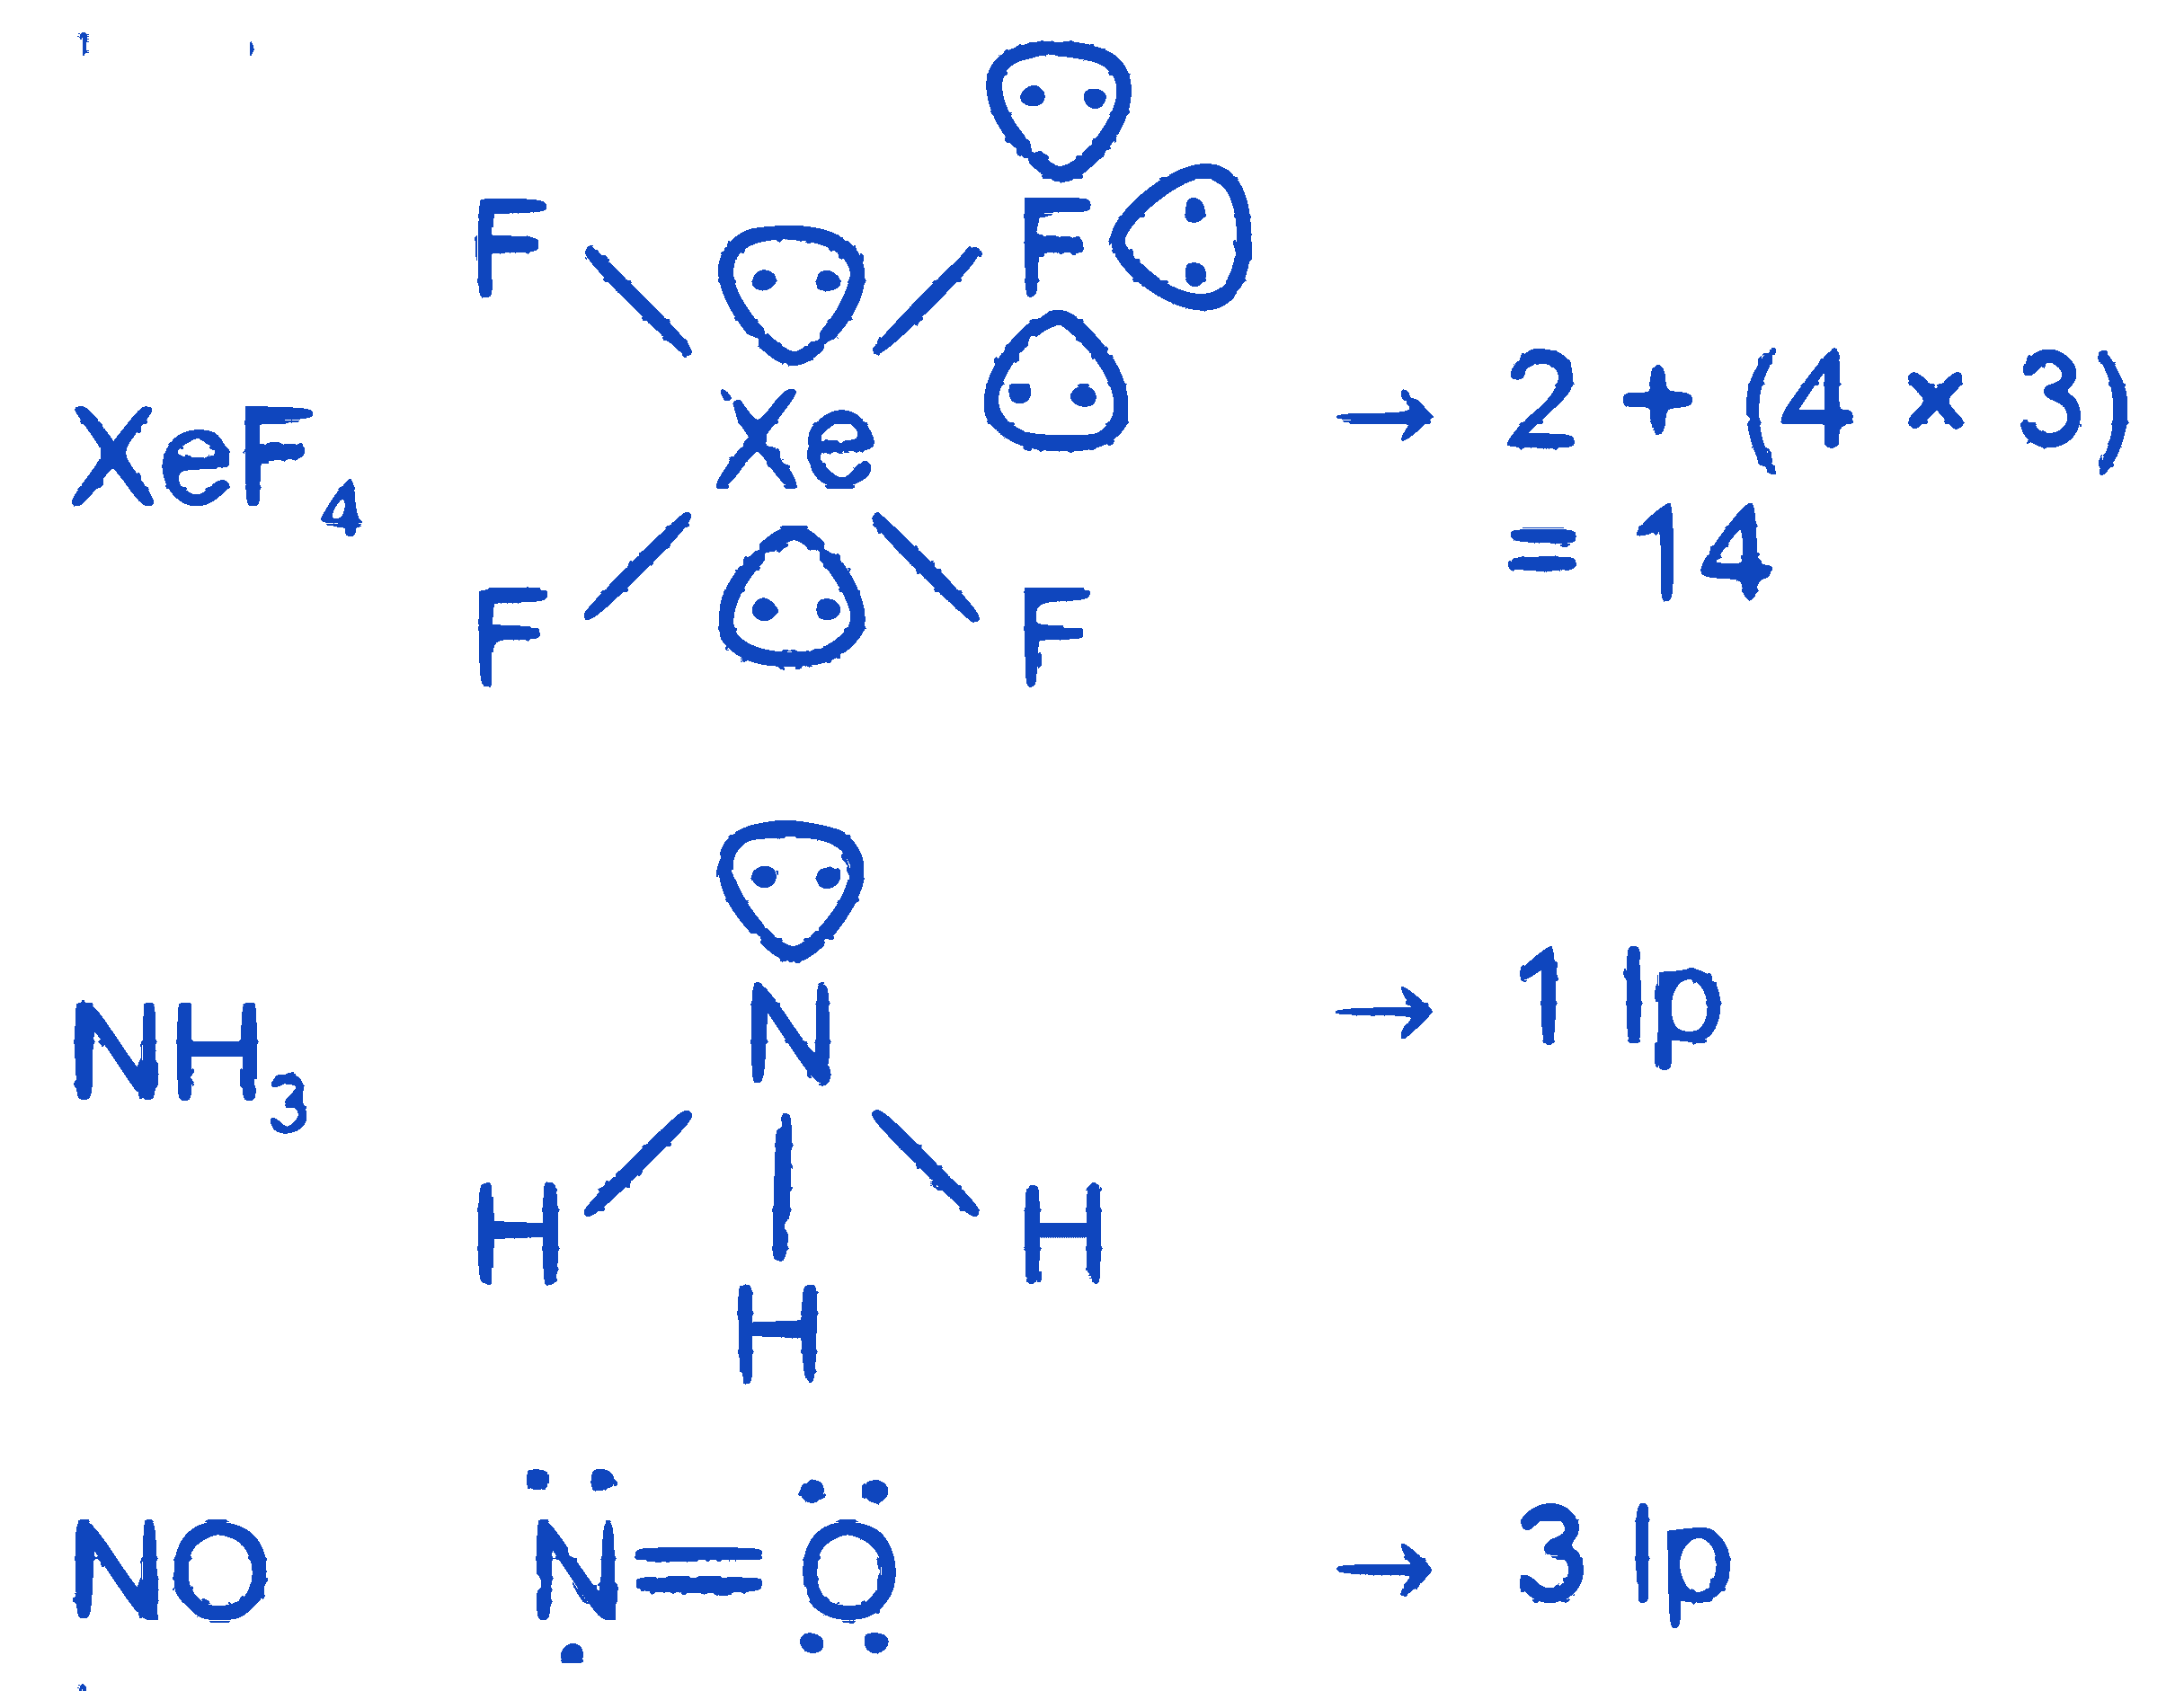 F F
XeF₄ Xe → 2 + (4 × 3)
= 14
F F
NH₃ N → 1 lp
H H
H
NO N=O → 3 lp